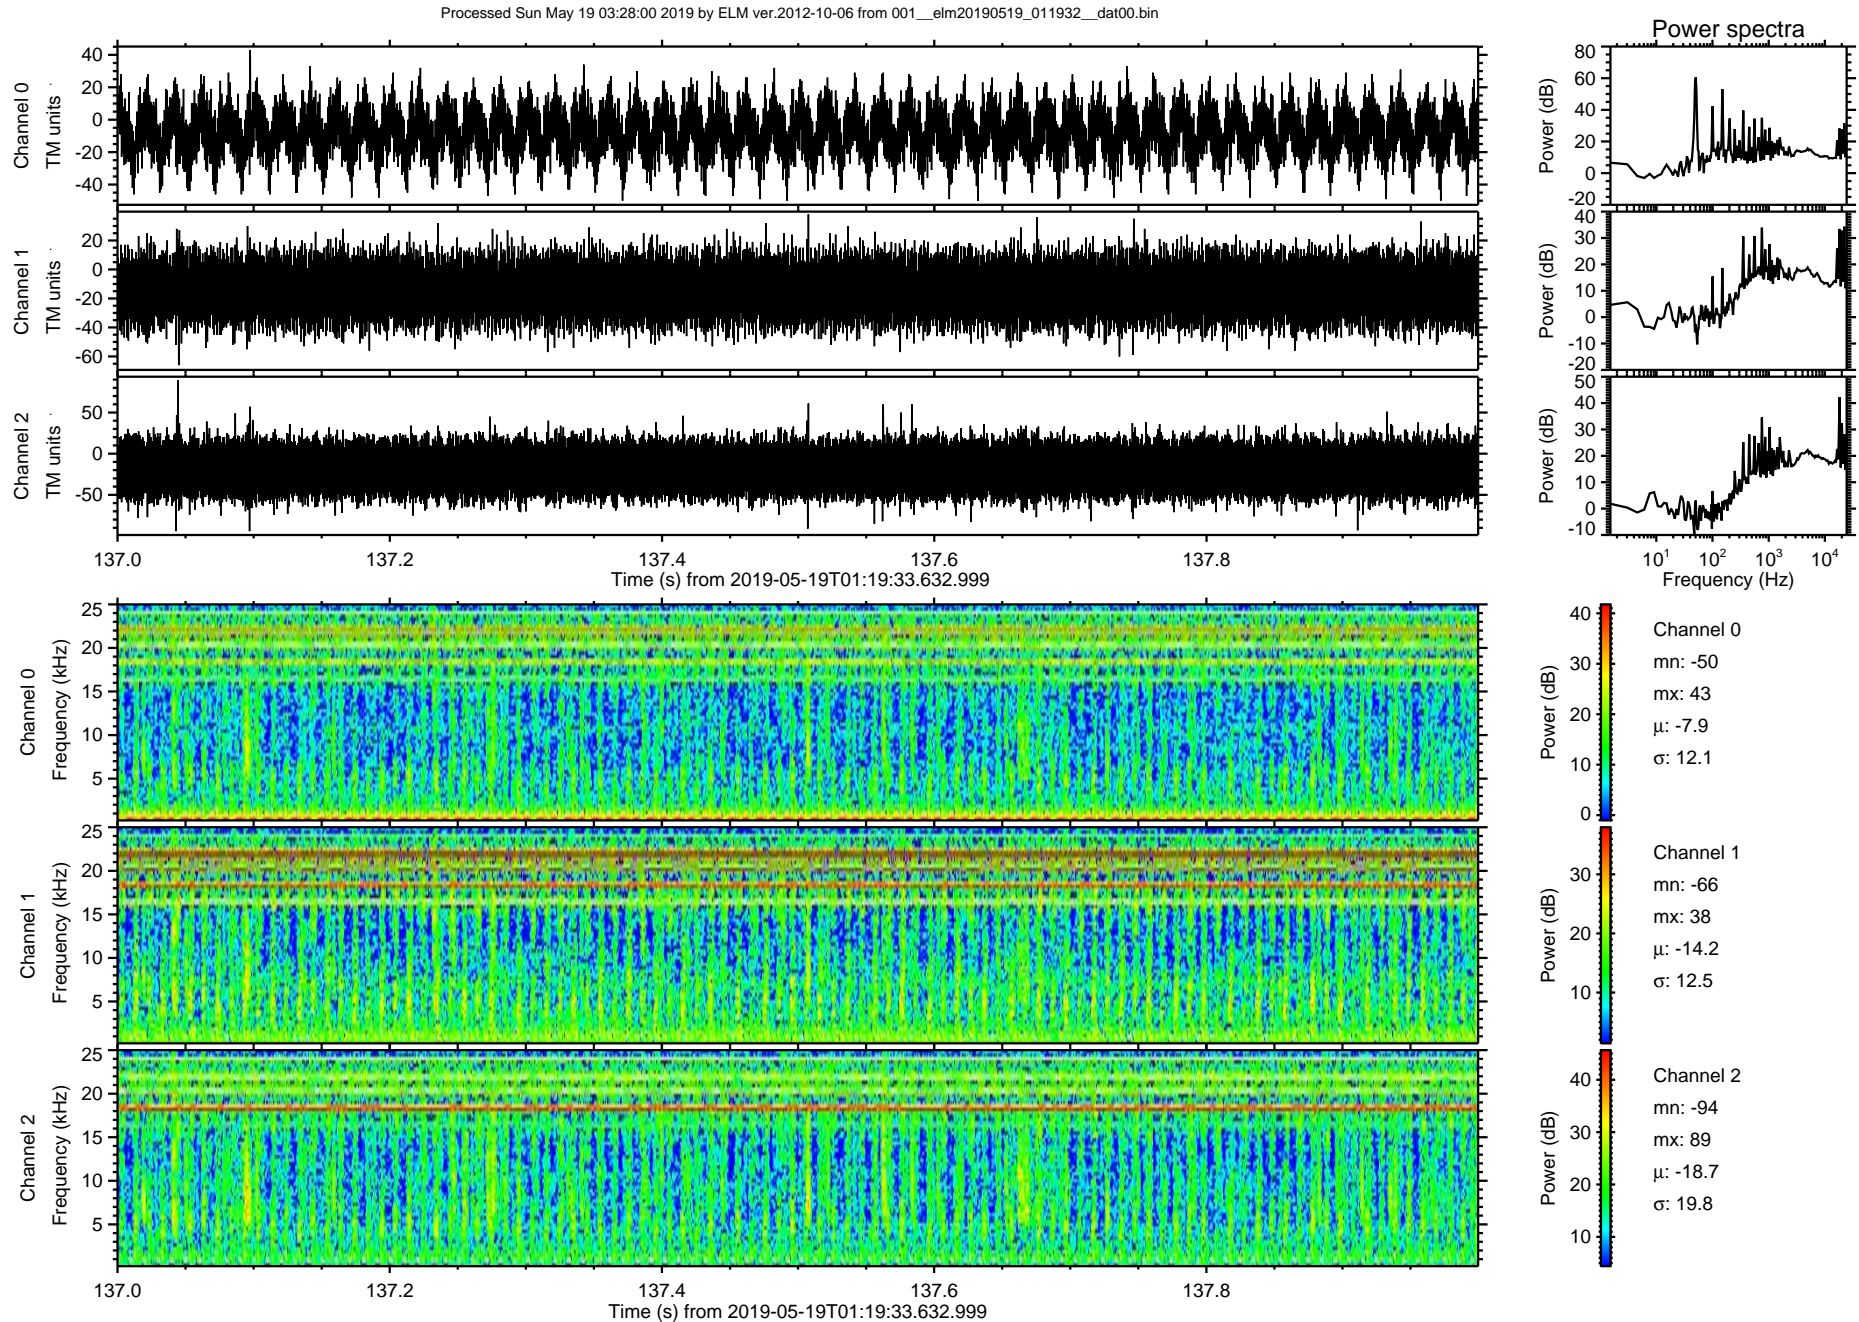 Processed Sun May 19 03:28:00 2019 by ELM ver.2012-10-06 from 001__elm20190519_011932__dat00.bin
Power spectra
Channel 0
TM units
40
20
0
-20
-40
Power (dB)
80
60
40
20
0
-20
Channel 1
TM units
20
0
-20
-40
-60
Power (dB)
40
30
20
10
0
-10
-20
Channel 2
TM units
50
0
-50
Power (dB)
50
40
30
20
10
0
-10
137.0 137.2 137.4 137.6 137.8
Time (s) from 2019-05-19T01:19:33.632.999
10¹ 10² 10³ 10⁴
Frequency (Hz)
Channel 0
Frequency (kHz)
25
20
15
10
5
Power (dB)
40
30
20
10
0
Channel 0
mn: -50
mx: 43
μ: -7.9
σ: 12.1
Channel 1
Frequency (kHz)
25
20
15
10
5
Power (dB)
30
20
10
Channel 1
mn: -66
mx: 38
μ: -14.2
σ: 12.5
Channel 2
Frequency (kHz)
25
20
15
10
5
Power (dB)
40
30
20
10
Channel 2
mn: -94
mx: 89
μ: -18.7
σ: 19.8
137.0 137.2 137.4 137.6 137.8
Time (s) from 2019-05-19T01:19:33.632.999